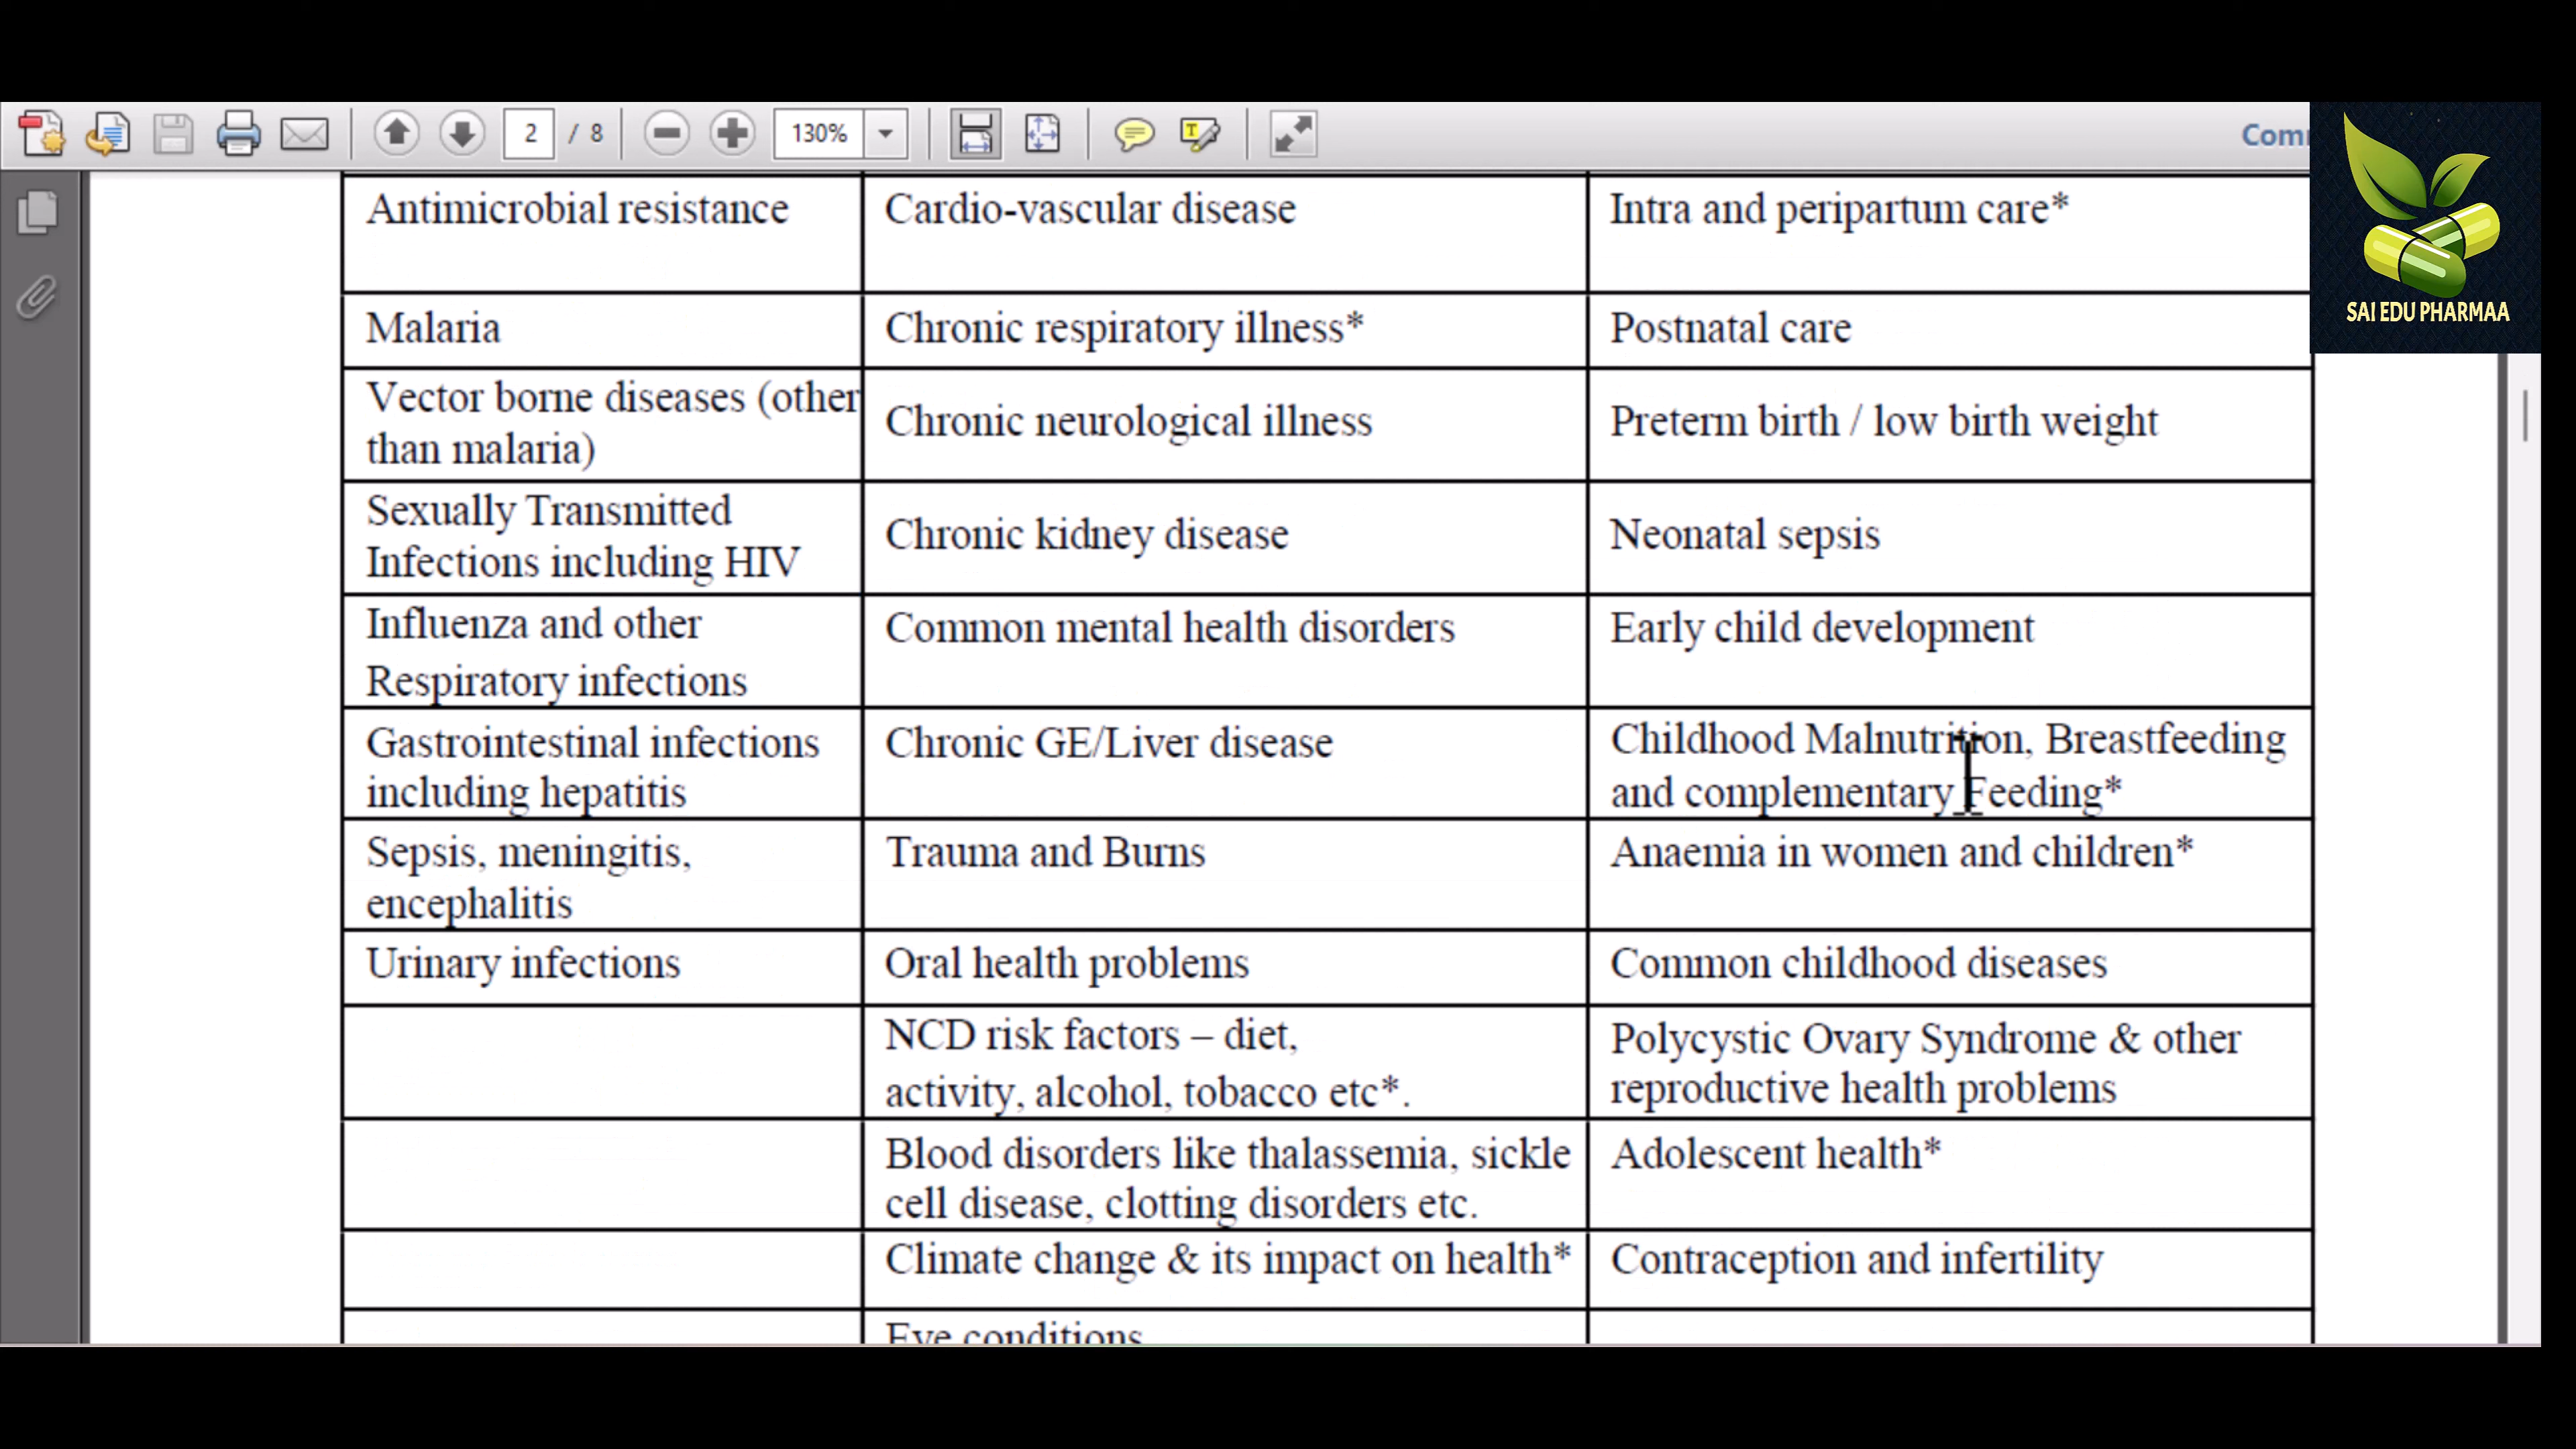 2 / 8
130%
Com
SAI EDU PHARMAA
Antimicrobial resistance
Cardio-vascular disease
Intra and peripartum care*
Malaria
Chronic respiratory illness*
Postnatal care
Vector borne diseases (other
than malaria)
Chronic neurological illness
Preterm birth / low birth weight
Sexually Transmitted
Infections including HIV
Chronic kidney disease
Neonatal sepsis
Influenza and other
Respiratory infections
Common mental health disorders
Early child development
Gastrointestinal infections
including hepatitis
Chronic GE/Liver disease
Childhood Malnutrition, Breastfeeding
and complementary Feeding*
Sepsis, meningitis,
encephalitis
Trauma and Burns
Anaemia in women and children*
Urinary infections
Oral health problems
Common childhood diseases
NCD risk factors – diet,
activity, alcohol, tobacco etc*.
Polycystic Ovary Syndrome & other
reproductive health problems
Blood disorders like thalassemia, sickle
cell disease, clotting disorders etc.
Adolescent health*
Climate change & its impact on health*
Contraception and infertility
Eye conditions